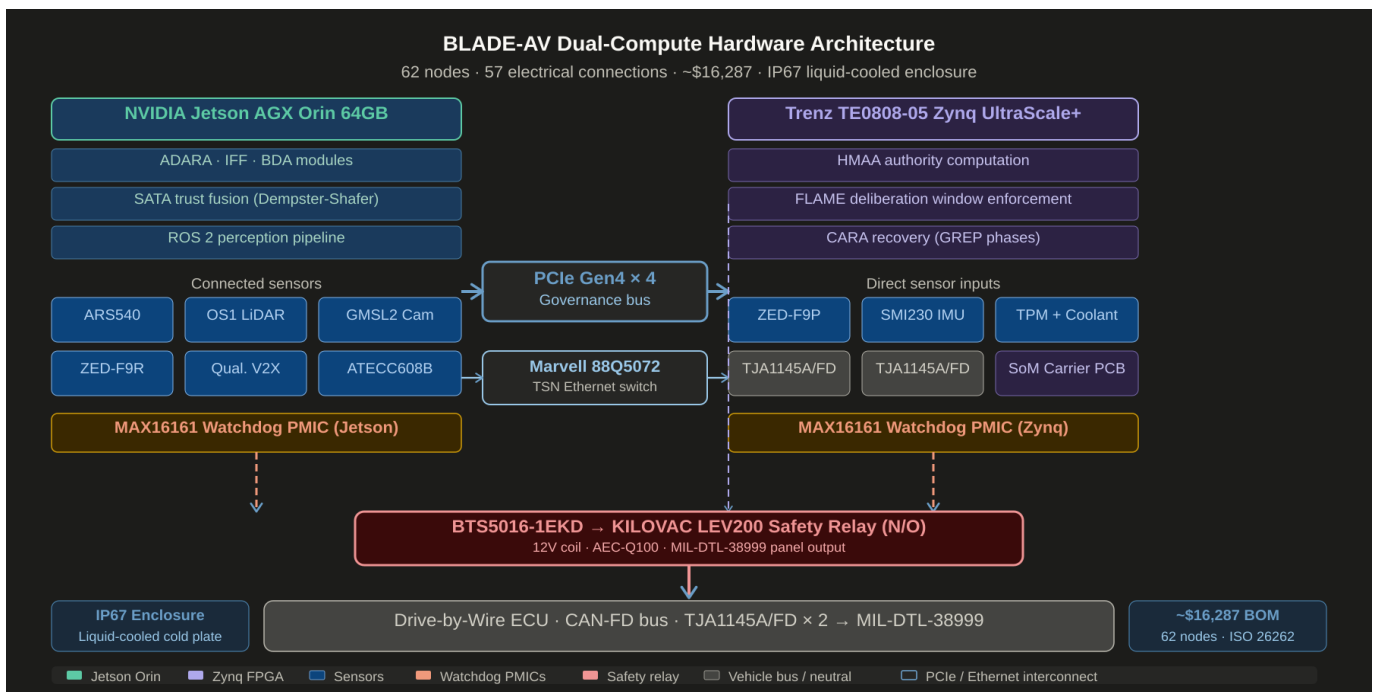 BLADE-AV Dual-Compute Hardware Architecture
62 nodes · 57 electrical connections · ~$16,287 · IP67 liquid-cooled enclosure
NVIDIA Jetson AGX Orin 64GB
ADARA · IFF · BDA modules
SATA trust fusion (Dempster-Shafer)
ROS 2 perception pipeline
Connected sensors
ARS540
OS1 LiDAR
GMSL2 Cam
ZED-F9R
Qual. V2X
ATECC608B
MAX16161 Watchdog PMIC (Jetson)
PCIe Gen4 × 4
Governance bus
Marvell 88Q5072
TSN Ethernet switch
Trenz TE0808-05 Zynq UltraScale+
HMAA authority computation
FLAME deliberation window enforcement
CARA recovery (GREP phases)
Direct sensor inputs
ZED-F9P
SMI230 IMU
TPM + Coolant
TJA1145A/FD
TJA1145A/FD
SoM Carrier PCB
MAX16161 Watchdog PMIC (Zynq)
BTS5016-1EKD → KILOVAC LEV200 Safety Relay (N/O)
12V coil · AEC-Q100 · MIL-DTL-38999 panel output
IP67 Enclosure
Liquid-cooled cold plate
Drive-by-Wire ECU · CAN-FD bus · TJA1145A/FD × 2 → MIL-DTL-38999
~$16,287 BOM
62 nodes · ISO 26262
Jetson Orin
Zynq FPGA
Sensors
Watchdog PMICs
Safety relay
Vehicle bus / neutral
PCIe / Ethernet interconnect